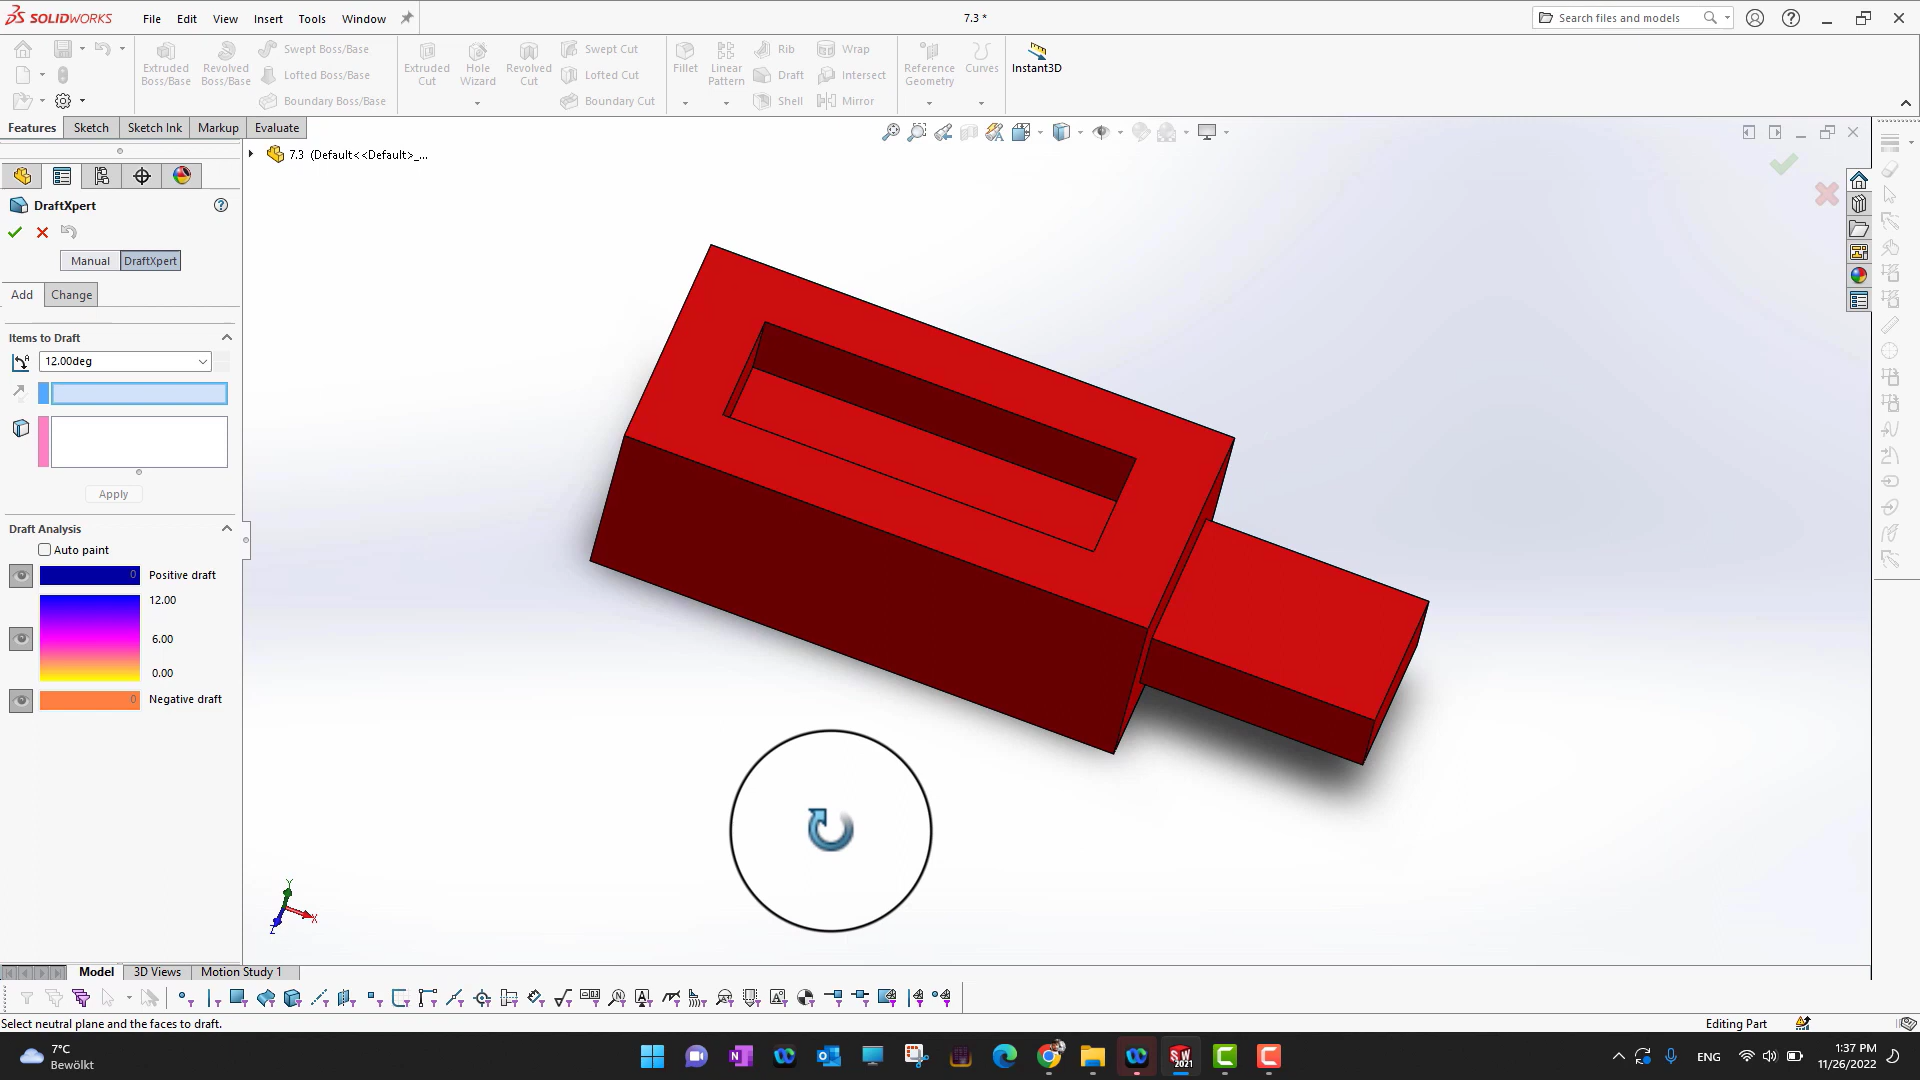 SOLIDWORKS File Edit View Insert Tools Window 7.3 * Search files and models
Extruded Boss/Base
Revolved Boss/Base
Swept Boss/Base
Lofted Boss/Base
Boundary Boss/Base
Extruded Cut
Hole Wizard
Revolved Cut
Swept Cut
Lofted Cut
Boundary Cut
Fillet
Linear Pattern
Rib
Draft
Shell
Wrap
Intersect
Mirror
Reference Geometry
Curves
Instant3D
Features Sketch Sketch Ink Markup Evaluate
7.3 (Default<<Default>_...
DraftXpert
Manual DraftXpert
Add Change
Items to Draft
12.00deg
Apply
Draft Analysis
Auto paint
0 Positive draft
12.00
6.00
0.00
0 Negative draft
Y
X
Z
Model 3D Views Motion Study 1
Select neutral plane and the faces to draft. Editing Part
7°C
Bewölkt
SW
2021
ENG
1:37 PM
11/26/2022